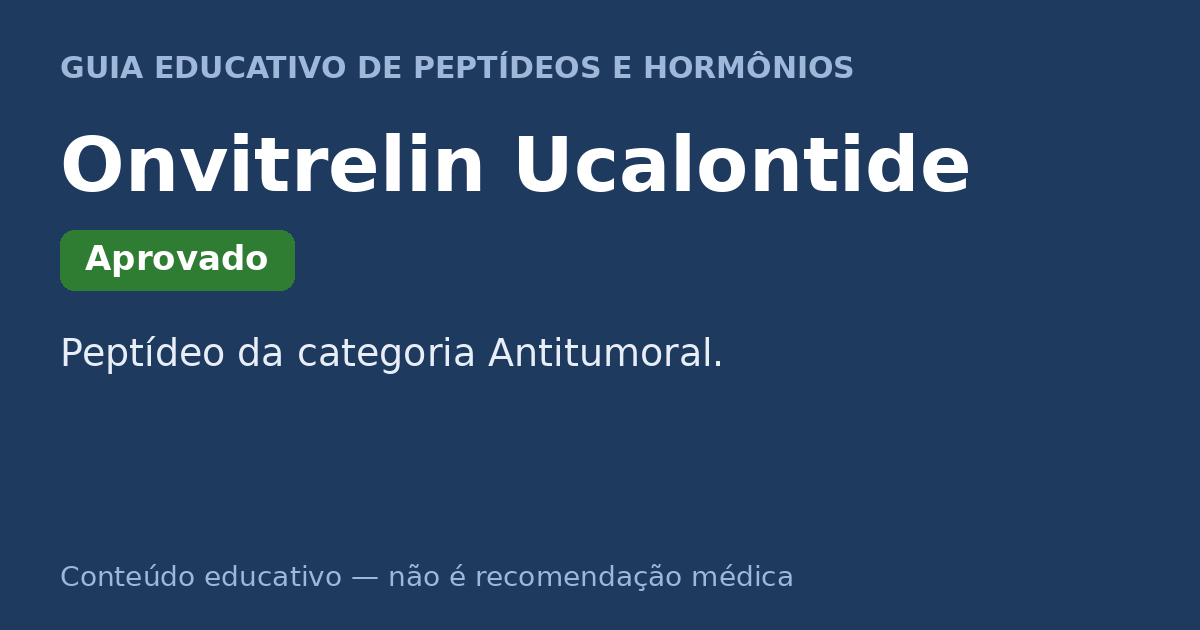 GUIA EDUCATIVO DE PEPTÍDEOS E HORMÔNIOS
Onvitrelin Ucalontide
Aprovado
Peptídeo da categoria Antitumoral.
Conteúdo educativo — não é recomendação médica